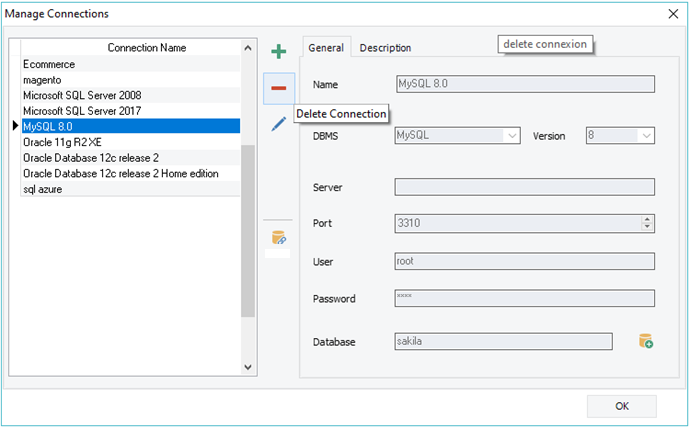 Manage Connections
Connection Name
Ecommerce
magento
Microsoft SQL Server 2008
Microsoft SQL Server 2017
MySQL 8.0
Oracle 11g R2 XE
Oracle Database 12c release 2
Oracle Database 12c release 2 Home edition
sql azure
Delete Connection
General Description
delete connexion
Name MySQL 8.0
DBMS MySQL Version 8
Server
Port 3310
User root
Password ****
Database sakila
OK